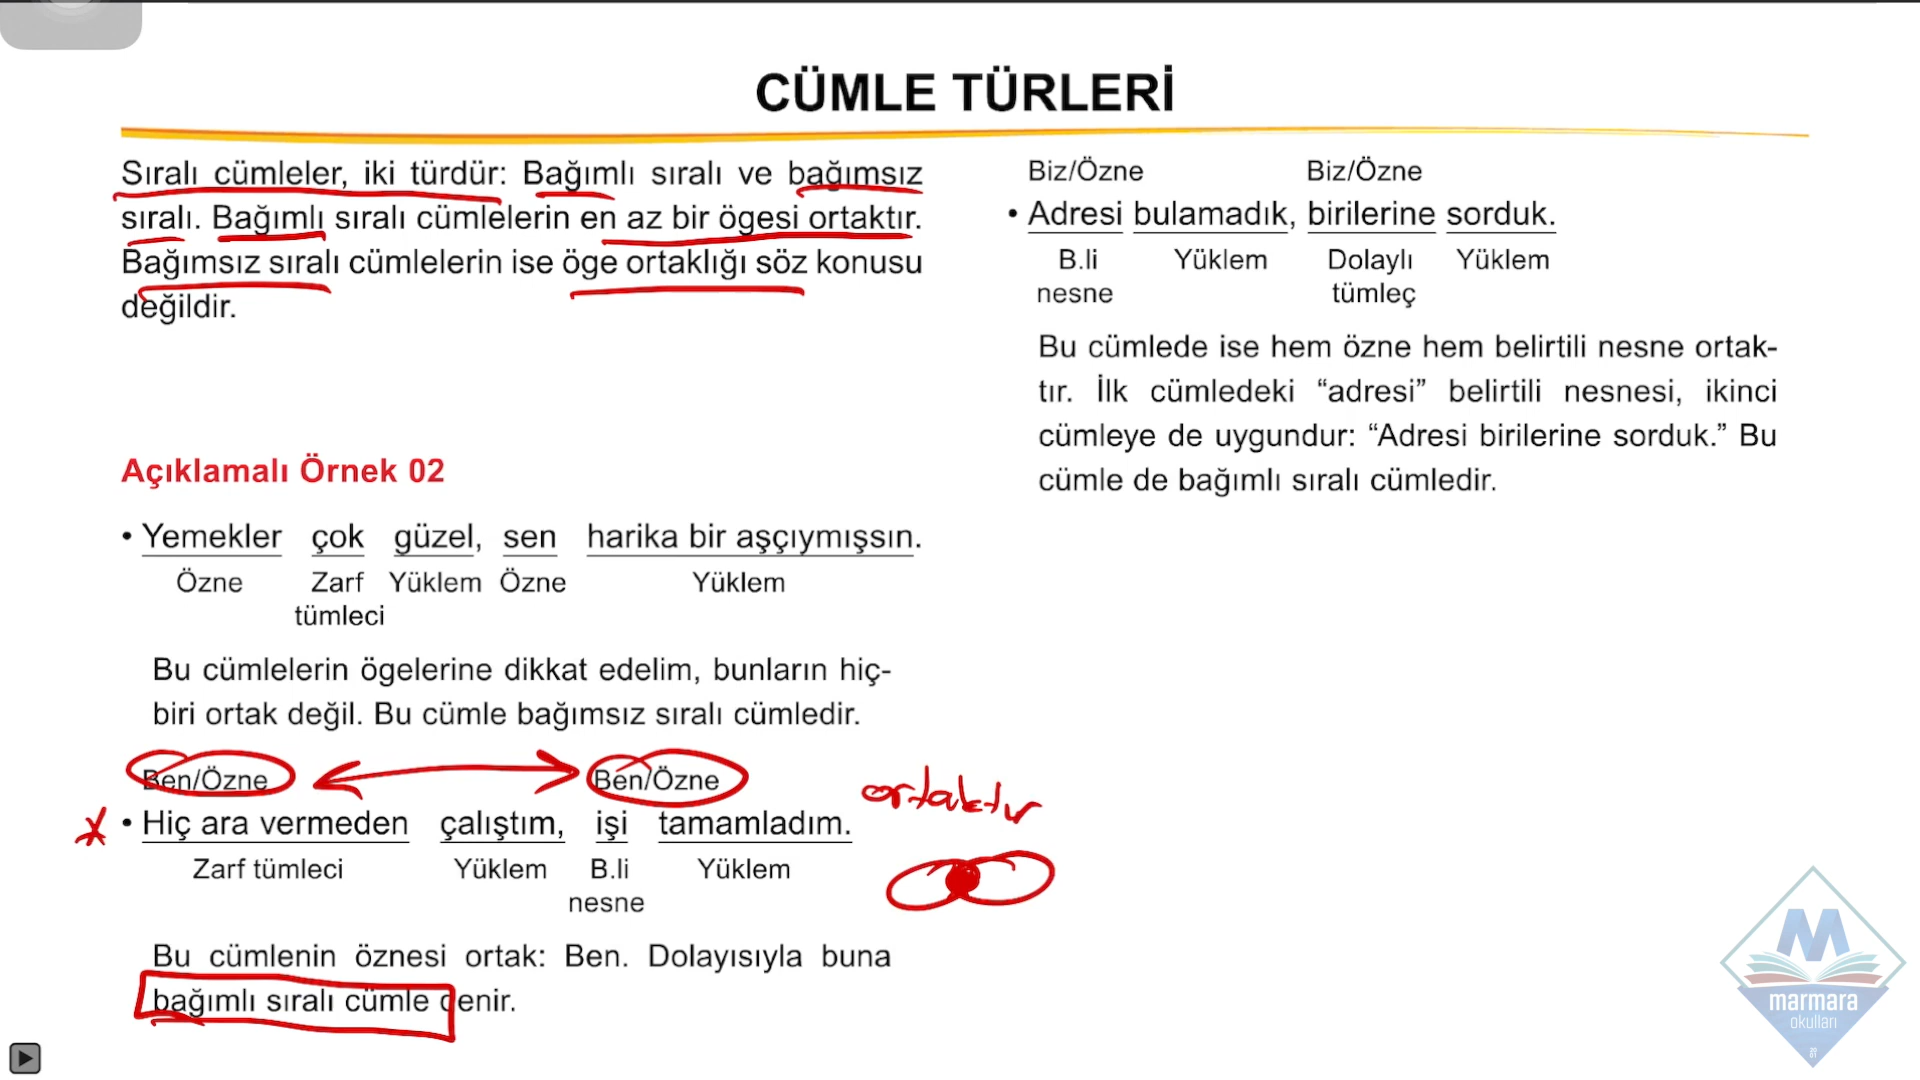 CÜMLE TÜRLERİ
Sıralı cümleler, iki türdür: Bağımlı sıralı ve bağımsız
sıralı. Bağımlı sıralı cümlelerin en az bir ögesi ortaktır.
Bağımsız sıralı cümlelerin ise öge ortaklığı söz konusu
değildir.
Açıklamalı Örnek 02
• Yemekler çok güzel, sen harika bir aşçıymışsın.
Özne Zarf Yüklem Özne Yüklem
tümleci
Bu cümlelerin ögelerine dikkat edelim, bunların hiç-
biri ortak değil. Bu cümle bağımsız sıralı cümledir.
Ben/Özne Ben/Özne
ortaktır
• Hiç ara vermeden çalıştım, işi tamamladım.
Zarf tümleci Yüklem B.li Yüklem
nesne
Bu cümlenin öznesi ortak: Ben. Dolayısıyla buna
bağımlı sıralı cümle denir.
Biz/Özne Biz/Özne
• Adresi bulamadık, birilerine sorduk.
B.li Yüklem Dolaylı Yüklem
nesne tümleç
Bu cümlede ise hem özne hem belirtili nesne ortak-
tır. İlk cümledeki “adresi” belirtili nesnesi, ikinci
cümleye de uygundur: “Adresi birilerine sorduk.” Bu
cümle de bağımlı sıralı cümledir.
M
marmara
okulları
20
01